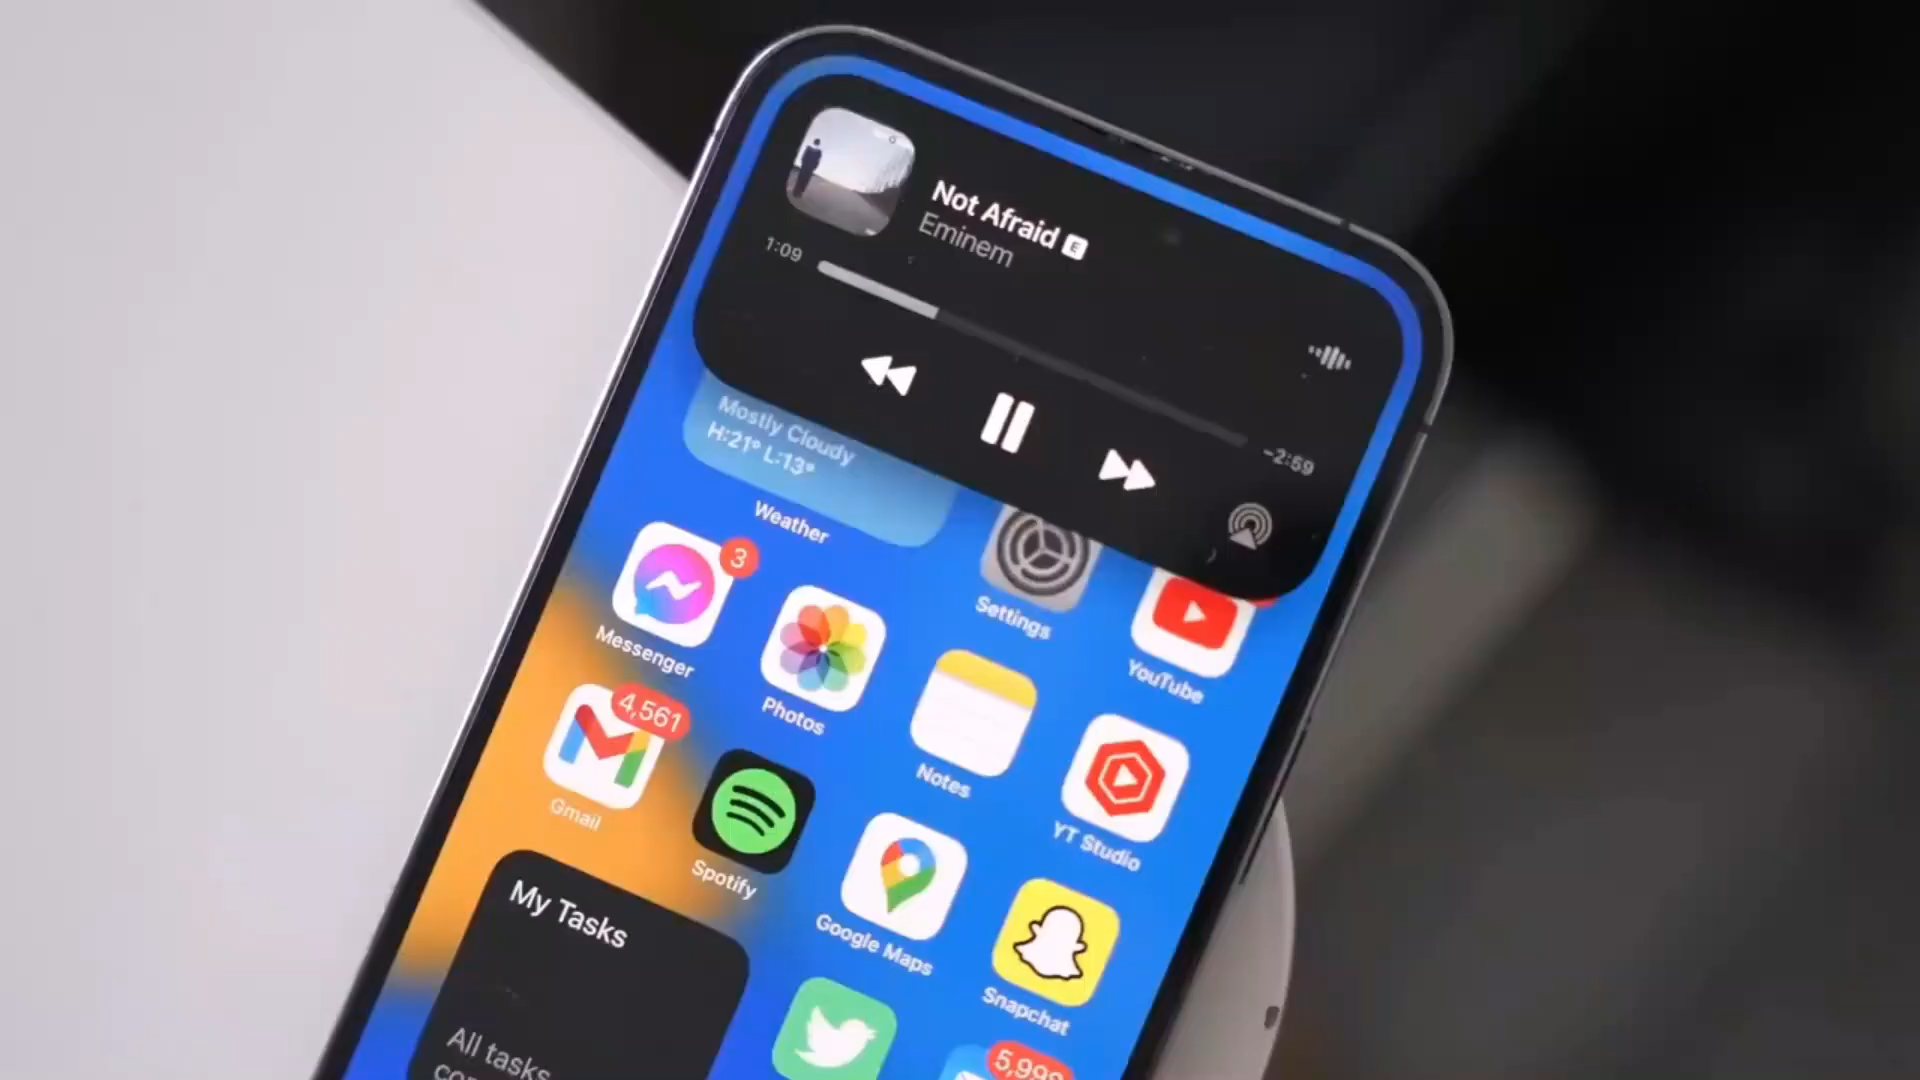 Not Afraid E
Eminem
1:09
-2:59
Mostly Cloudy
H:21° L:13°
Weather
Settings
YouTube
3
Messenger
Photos
Notes
YT Studio
4,561
Gmail
Spotify
Google Maps
Snapchat
My Tasks
All tasks
5,999